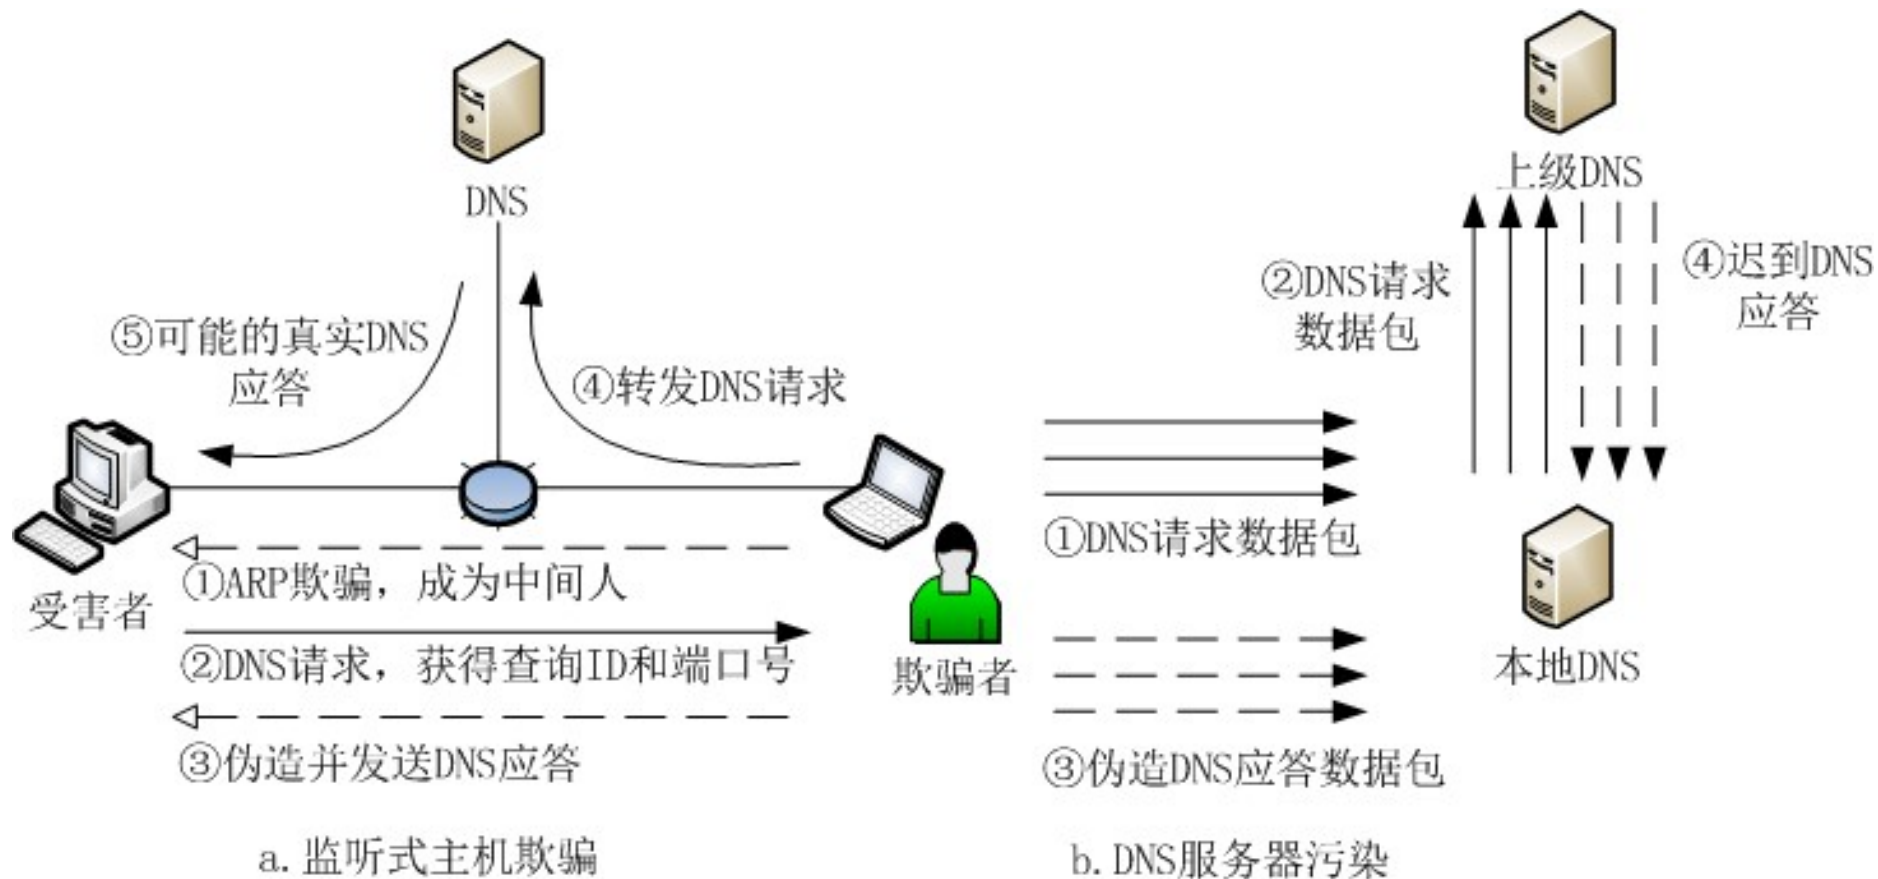 DNS
⑤可能的真实DNS
应答
④转发DNS请求
受害者
①ARP欺骗，成为中间人
②DNS请求，获得查询ID和端口号
③伪造并发送DNS应答
欺骗者
a.监听式主机欺骗
上级DNS
②DNS请求
数据包
④迟到DNS
应答
①DNS请求数据包
本地DNS
③伪造DNS应答数据包
b.DNS服务器污染